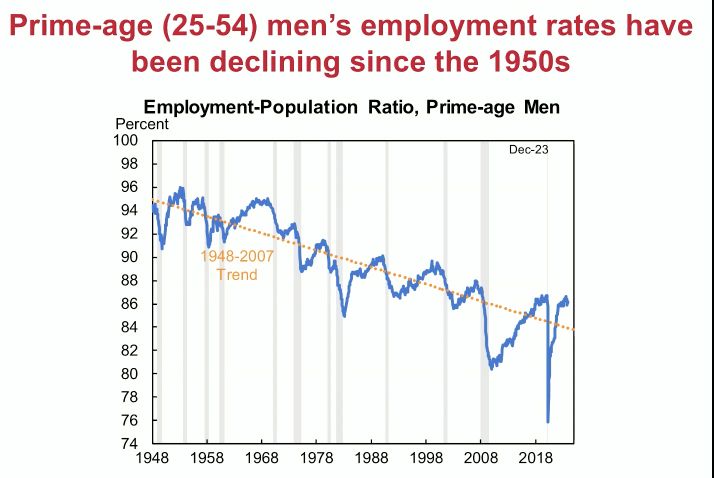 Prime-age (25-54) men’s employment rates have
been declining since the 1950s
Employment-Population Ratio, Prime-age Men
Percent
100
98
96
94
92
90
88
86
84
82
80
78
76
74
Dec-23
1948-2007
Trend
1948 1958 1968 1978 1988 1998 2008 2018